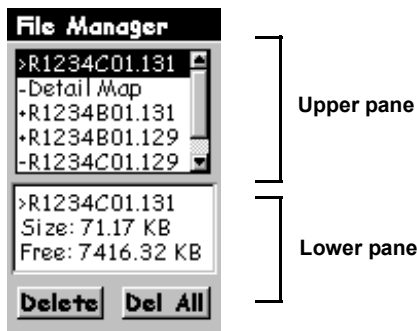 File Manager
>R1234C01.131
-Detail Map
+R1234B01.131
+R1234B01.129
-R1234C01.129
Upper pane
>R1234C01.131
Size: 71.17 KB
Free: 7416.32 KB
Lower pane
Delete Del All